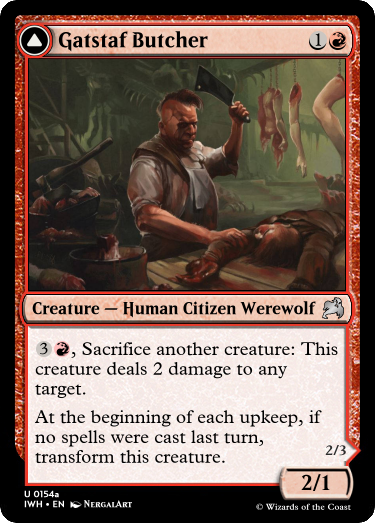 Gatstaf Butcher 1
Creature — Human Citizen Werewolf
3, Sacrifice another creature: This
creature deals 2 damage to any
target.
At the beginning of each upkeep, if
no spells were cast last turn,
transform this creature.
2/3
2/1
U 0154a
IWH • EN NergalArt
© Wizards of the Coast